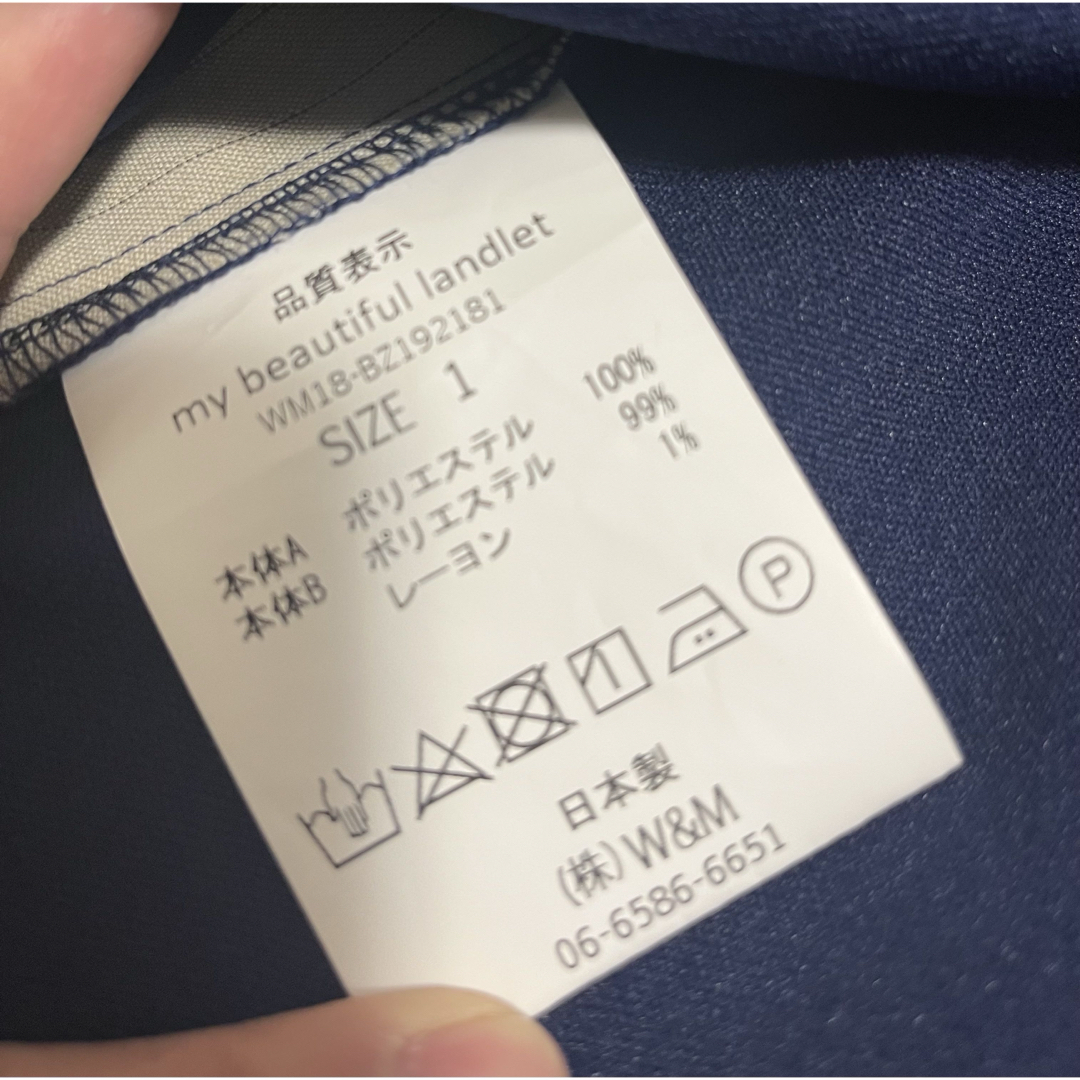 品質表示
my beautiful landlet
WM18-BZ192181
SIZE 1
本体A ポリエステル 100%
本体B ポリエステル 99%
レーヨン 1%
P
日本製
(株)W&M
06-6586-6651